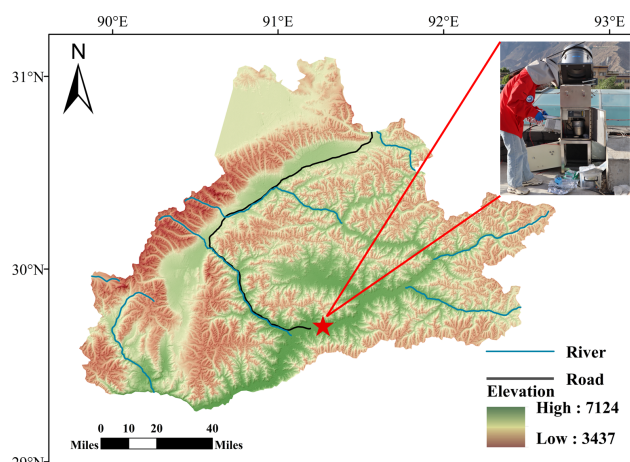 90°E 91°E 92°E 93°E
31°N
30°N
29°N
N
River
Road
Elevation
High : 7124
Low : 3437
0 10 20 40
Miles Miles